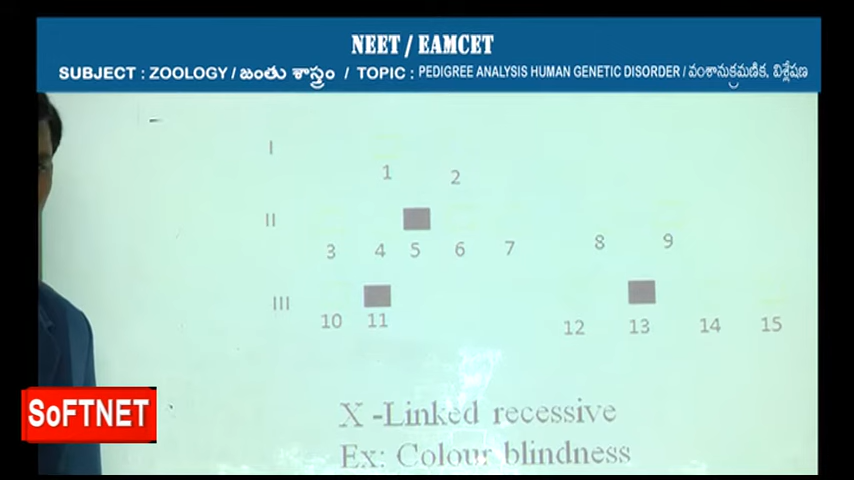 NEET / EAMCET
SUBJECT : ZOOLOGY / జంతు శాస్త్రం / TOPIC : PEDIGREE ANALYSIS HUMAN GENETIC DISORDER / వంశానుక్రమణిక, విశ్లేషణ
I
1 2
II
3 4 5 6 7 8 9
III
10 11 12 13 14 15
SoFTNET
X -Linked recessive
Ex: Colour blindness